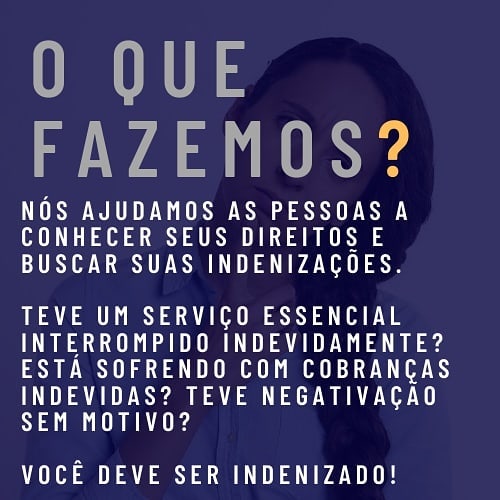 O QUE
FAZEMOS?
NÓS AJUDAMOS AS PESSOAS A
CONHECER SEUS DIREITOS E
BUSCAR SUAS INDENIZAÇÕES.
TEVE UM SERVIÇO ESSENCIAL
INTERROMPIDO INDEVIDAMENTE?
ESTÁ SOFRENDO COM COBRANÇAS
INDEVIDAS? TEVE NEGATIVAÇÃO
SEM MOTIVO?
VOCÊ DEVE SER INDENIZADO!